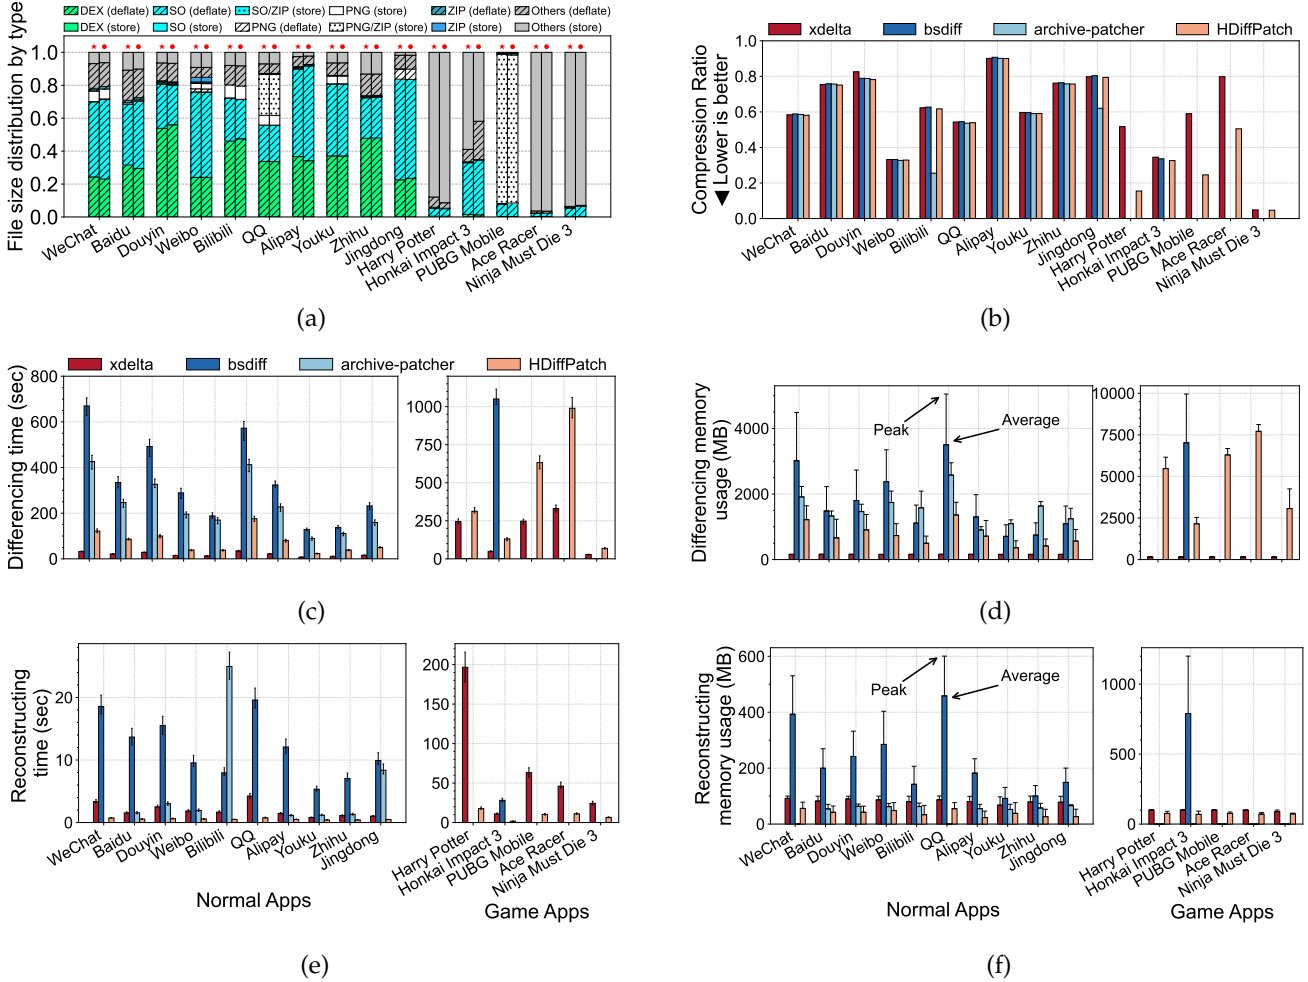 DEX (deflate) SO (deflate) SO/ZIP (store) PNG (store) ZIP (deflate) Others (deflate)
DEX (store) SO (store) PNG (deflate) PNG/ZIP (store) ZIP (store) Others (store)
File size distribution by type
1.0
0.8
0.6
0.4
0.2
0.0
WeChat
Baidu
Douyin
Weibo
Bilibili
QQ
Alipay
Youku
Zhihu
Jingdong
Harry Potter
Honkai Impact 3
PUBG Mobile
Ace Racer
Ninja Must Die 3
(a)
xdelta bsdiff archive-patcher HDiffPatch
Compression Ratio
◀ Lower is better
1.0
0.8
0.6
0.4
0.2
0.0
WeChat
Baidu
Douyin
Weibo
Bilibili
QQ
Alipay
Youku
Zhihu
Jingdong
Harry Potter
Honkai Impact 3
PUBG Mobile
Ace Racer
Ninja Must Die 3
(b)
xdelta bsdiff archive-patcher HDiffPatch
Differencing time (sec)
800
600
400
200
0
1000
750
500
250
0
(c)
Differencing memory
usage (MB)
4000
2000
0
Peak
Average
10000
7500
5000
2500
0
(d)
Reconstructing
time (sec)
20
10
0
WeChat
Baidu
Douyin
Weibo
Bilibili
QQ
Alipay
Youku
Zhihu
Jingdong
Normal Apps
200
150
100
50
0
Harry Potter
Honkai Impact 3
PUBG Mobile
Ace Racer
Ninja Must Die 3
Game Apps
(e)
Reconstructing
memory usage (MB)
600
400
200
0
Peak
Average
WeChat
Baidu
Douyin
Weibo
Bilibili
QQ
Alipay
Youku
Zhihu
Jingdong
Normal Apps
1000
500
0
Harry Potter
Honkai Impact 3
PUBG Mobile
Ace Racer
Ninja Must Die 3
Game Apps
(f)